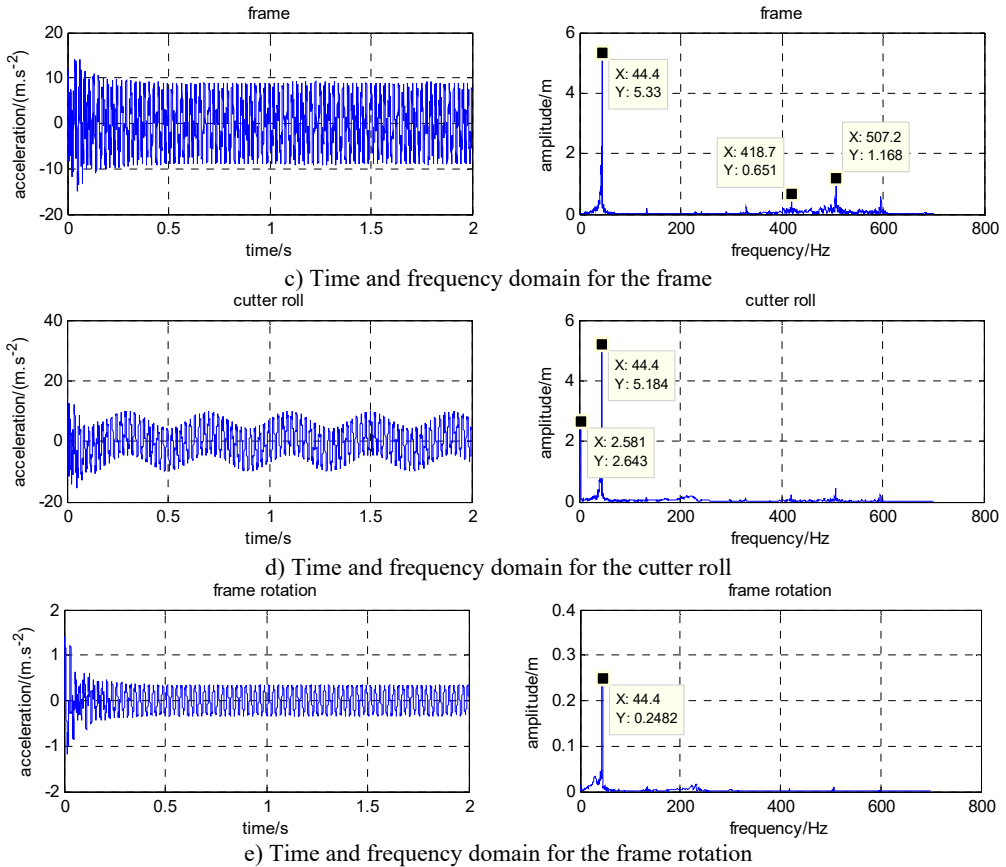 frame
acceleration/(m.s⁻²)
20
10
0
-10
-20
0
0.5
1
1.5
2
time/s
frame
amplitude/m
6
4
2
0
X: 44.4
Y: 5.33
X: 418.7
Y: 0.651
X: 507.2
Y: 1.168
0
200
400
600
800
frequency/Hz
c) Time and frequency domain for the frame
cutter roll
acceleration/(m.s⁻²)
40
20
0
-20
0
0.5
1
1.5
2
time/s
cutter roll
amplitude/m
6
4
2
0
X: 44.4
Y: 5.184
X: 2.581
Y: 2.643
0
200
400
600
800
frequency/Hz
d) Time and frequency domain for the cutter roll
frame rotation
acceleration/(m.s⁻²)
2
1
0
-1
-2
0
0.5
1
1.5
2
time/s
frame rotation
amplitude/m
0.4
0.3
0.2
0.1
0
X: 44.4
Y: 0.2482
0
200
400
600
800
frequency/Hz
e) Time and frequency domain for the frame rotation